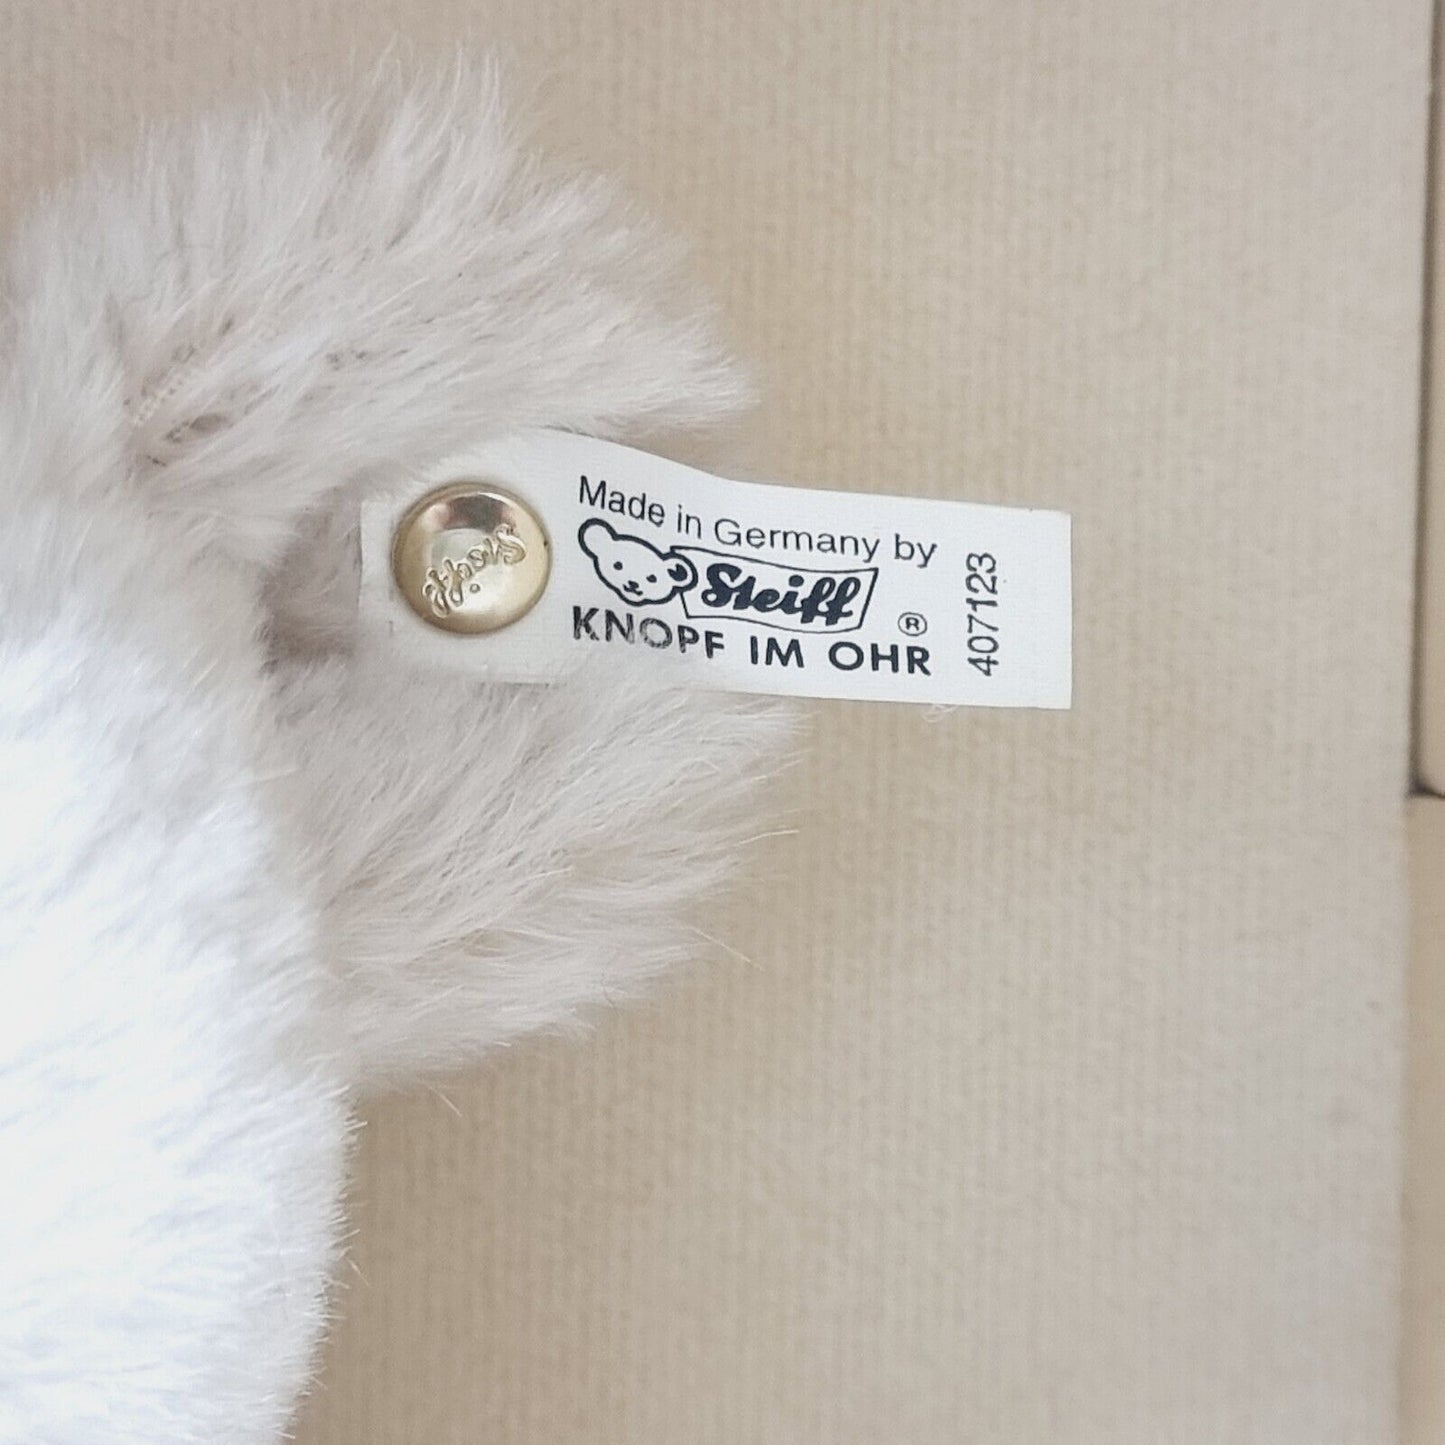 Steiff
Made in Germany by
Steiff
®
KNOPF IM OHR
407123